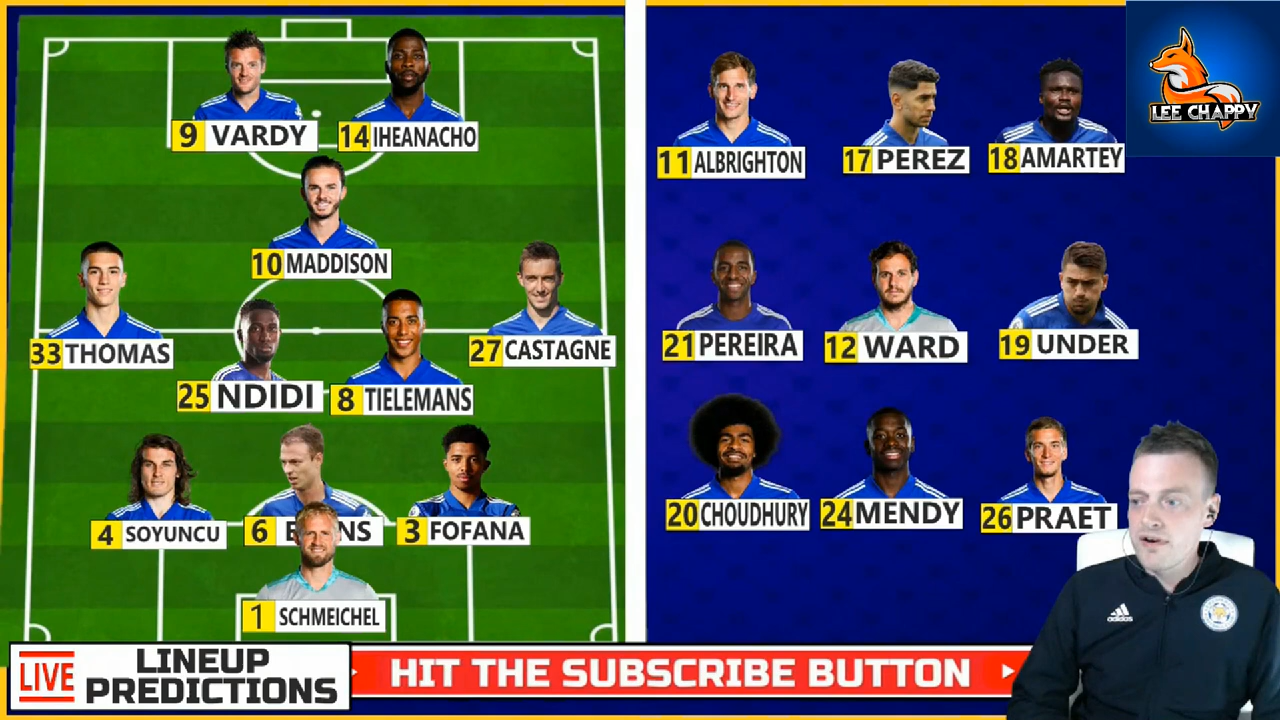 LEE CHAPPY
9 VARDY
14 IHEANACHO
10 MADDISON
33 THOMAS
27 CASTAGNE
25 NDIDI
8 TIELEMANS
4 SOYUNCU
6
3 FOFANA
1 SCHMEICHEL
11 ALBRIGHTON
17 PEREZ
18 AMARTEY
21 PEREIRA
12 WARD
19 UNDER
20 CHOUDHURY
24 MENDY
26 PRAET
adidas
LIVE
LINEUP
PREDICTIONS
HIT THE SUBSCRIBE BUTTON